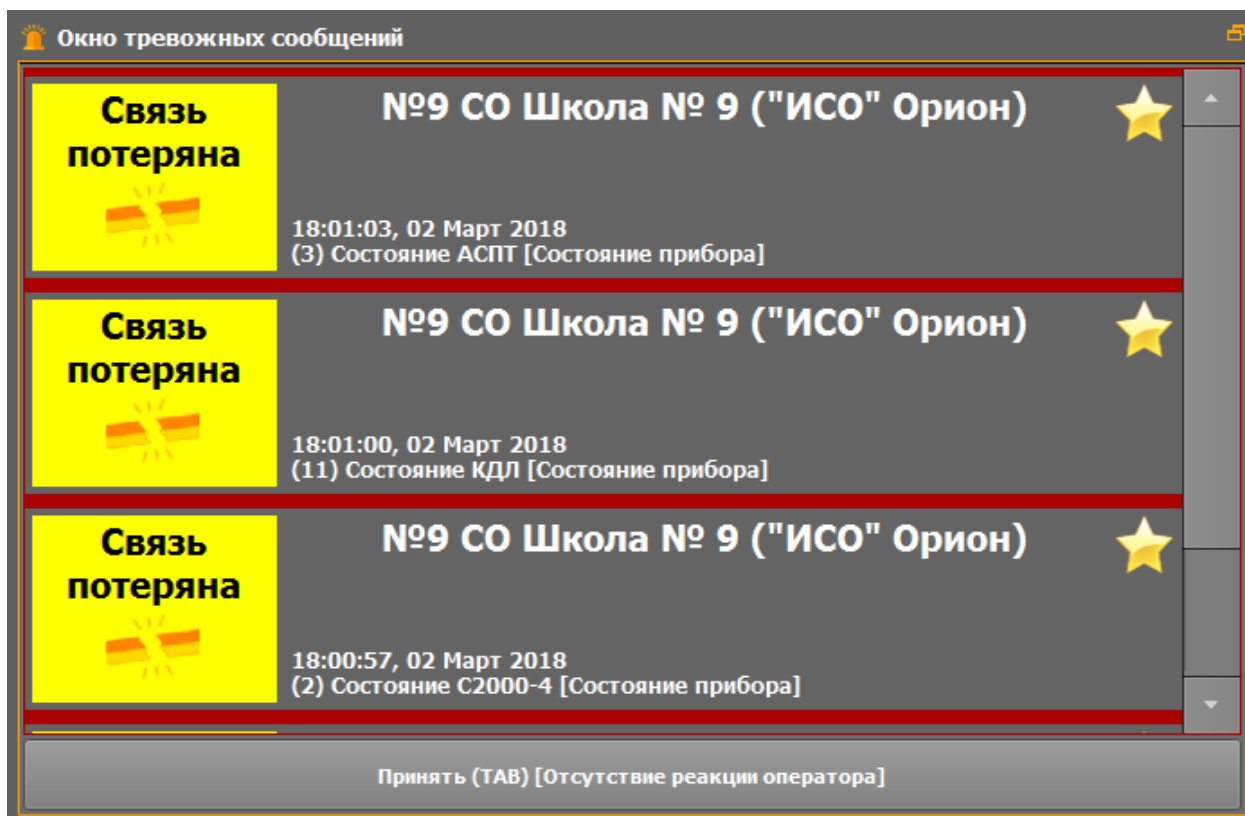 Окно тревожных сообщений
Связь
потеряна
№9 СО Школа № 9 ("ИСО" Орион)
18:01:03, 02 Март 2018
(3) Состояние АСПТ [Состояние прибора]
Связь
потеряна
№9 СО Школа № 9 ("ИСО" Орион)
18:01:00, 02 Март 2018
(11) Состояние КДЛ [Состояние прибора]
Связь
потеряна
№9 СО Школа № 9 ("ИСО" Орион)
18:00:57, 02 Март 2018
(2) Состояние С2000-4 [Состояние прибора]
Принять (TAB) [Отсутствие реакции оператора]